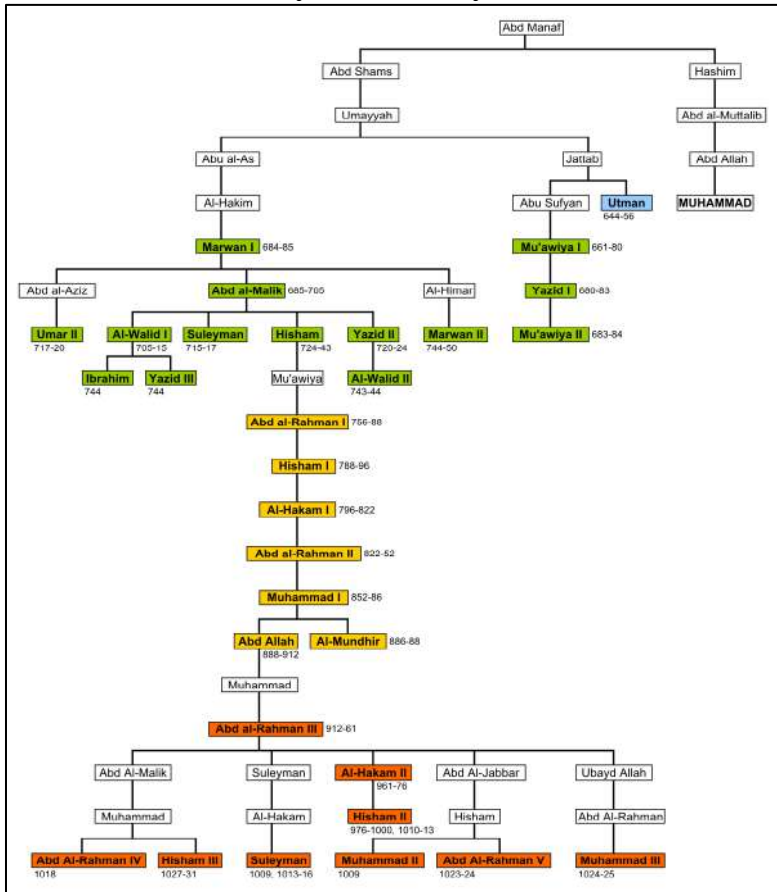 Abd Manaf
Abd Shams
Hashim
Umayyah
Abd al-Muttalib
Abu al-As
Jattab
Abd Allah
Al-Hakim
Abu Sufyan
Utman
MUHAMMAD
644-56
Marwan I 684-85
Mu'awiya I 661-80
Abd al-Aziz
Abd al-Malik 685-705
Al-Himar
Yazid I 680-83
Umar II
Al-Walid I
Suleyman
Hisham
Yazid II
Marwan II
Mu'awiya II 683-84
717-20
705-15
715-17
724-43
720-24
744-50
Ibrahim
Yazid III
Mu'awiya
Al-Walid II
744
744
743-44
Abd al-Rahman I 756-88
Hisham I 788-96
Al-Hakam I 796-822
Abd al-Rahman II 822-52
Muhammad I 852-86
Abd Allah
Al-Mundhir 886-88
888-912
Muhammad
Abd al-Rahman III 912-61
Abd Al-Malik
Suleyman
Al-Hakam II
Abd Al-Jabbar
Ubayd Allah
961-76
Muhammad
Al-Hakam
Hisham II
Hisham
Abd Al-Rahman
976-1000, 1010-13
Abd Al-Rahman IV
Hisham III
Suleyman
Muhammad II
Abd Al-Rahman V
Muhammad III
1018
1027-31
1009, 1013-16
1009
1023-24
1024-25